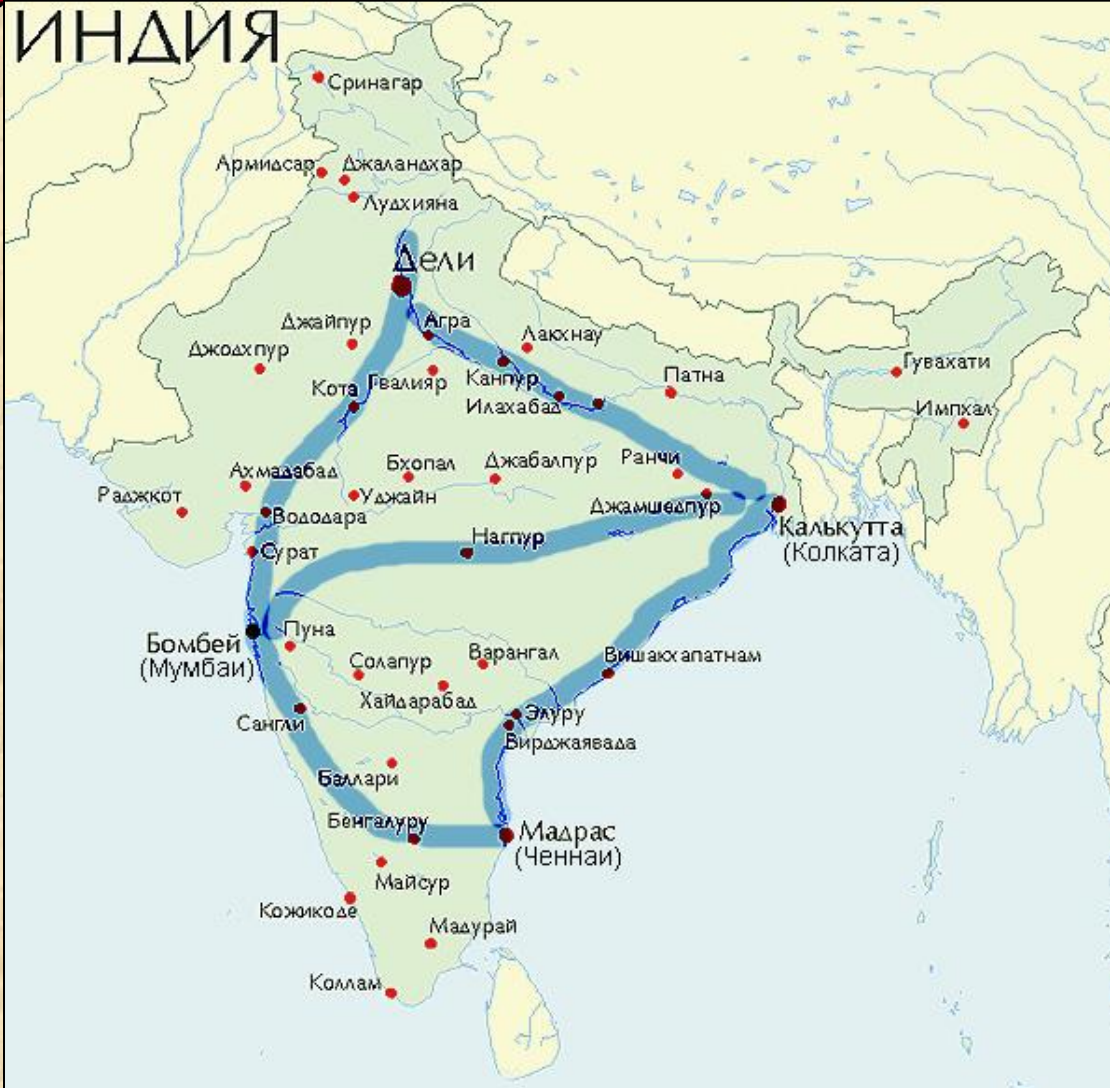 ИНДИЯ
Сринагар
Армидсар
Джаландхар
Лудхияна
Дели
Джайпур
Агра
Лакхнау
Джодхпур
Гвалияр
Канпур
Патна
Гувахати
Кота
Илахабад
Импхал
Ахмадабад
Бхопал
Джабалпур
Ранчи
Раджкот
Уджайн
Джамшедпур
Вододара
Калькутта
(Колката)
Нагпур
Сурат
Бомбей
(Мумбаи)
Пуна
Солапур
Варангал
Вишакхапатнам
Хайдарабад
Сангли
Элуру
Вирджаявада
Баллари
Бенгалуру
Мадрас
(Ченнаи)
Майсур
Кожикоде
Мадурай
Коллам